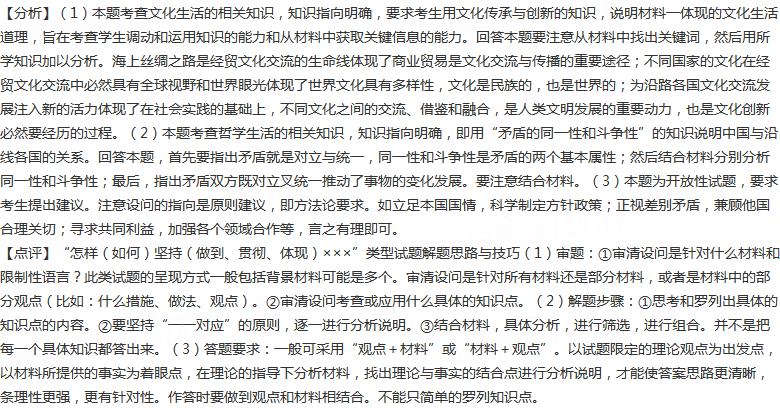 【分析】（1）本题考查文化生活的相关知识，知识指向明确，要求考生用文化传承与创新的知识，说明材料一体现的文化生活
道理，旨在考查学生调动和运用知识的能力和从材料中获取关键信息的能力。回答本题要注意从材料中找出关键词，然后用所
学知识加以分析。海上丝绸之路是经贸文化交流的生命线体现了商业贸易是文化交流与传播的重要途径；不同国家的文化在经
贸文化交流中必然具有全球视野和世界眼光体现了世界文化具有多样性，文化是民族的，也是世界的；为沿路各国文化交流发
展注入新的活力体现了在社会实践的基础上，不同文化之间的交流、借鉴和融合，是人类文明发展的重要动力，也是文化创新
必然要经历的过程。（2）本题考查哲学生活的相关知识，知识指向明确，即用“矛盾的同一性和斗争性”的知识说明中国与沿
线各国的关系。回答本题，首先要指出矛盾就是对立与统一，同一性和斗争性是矛盾的两个基本属性；然后结合材料分别分析
同一性和斗争性；最后，指出矛盾双方既对立又统一推动了事物的变化发展。要注意结合材料。（3）本题为开放性试题，要求
考生提出建议。注意设问的指向是原则建议，即方法论要求。如立足本国国情，科学制定方针政策；正视差别矛盾，兼顾他国
合理关切；寻求共同利益，加强各个领域合作等，言之有理即可。
【点评】“怎样（如何）坚持（做到、贯彻、体现）×××”类型试题解题思路与技巧（1）审题：①审清设问是针对什么材料和
限制性语言？此类试题的呈现方式一般包括背景材料可能是多个。审清设问是针对所有材料还是部分材料，或者是材料中的部
分观点（比如：什么措施、做法、观点）。②审清设问考查或应用什么具体的知识点。（2）解题步骤：①思考和罗列出具体的
知识点的内容。②要坚持“一一对应”的原则，逐一进行分析说明。③结合材料，具体分析，进行筛选，进行组合。并不是把
每一个具体知识都答出来。（3）答题要求：一般可采用“观点＋材料”或“材料＋观点”。以试题限定的理论观点为出发点，
以材料所提供的事实为着眼点，在理论的指导下分析材料，找出理论与事实的结合点进行分析说明，才能使答案思路更清晰，
条理性更强，更有针对性。作答时要做到观点和材料相结合。不能只简单的罗列知识点。